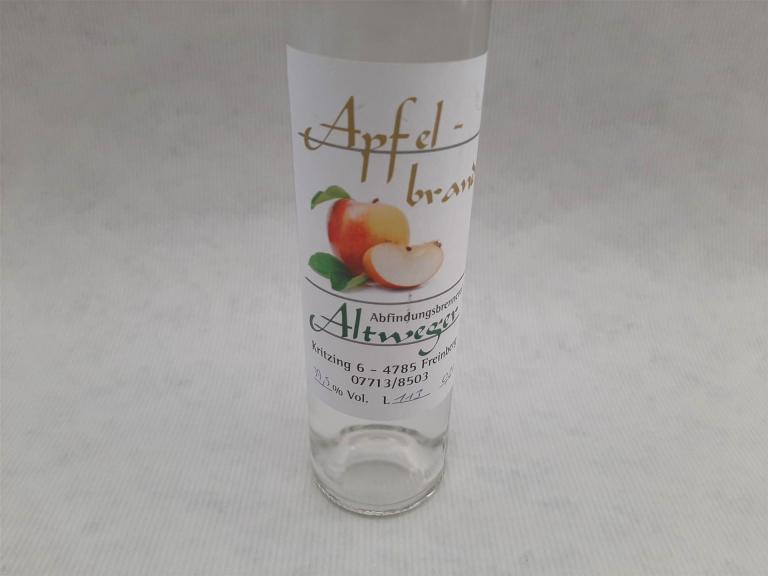 Apfel-
brand
Abfindungsbrennerei
Altweger
Kritzing 6 - 4785 Freinberg
07713/8503
% Vol. L 113